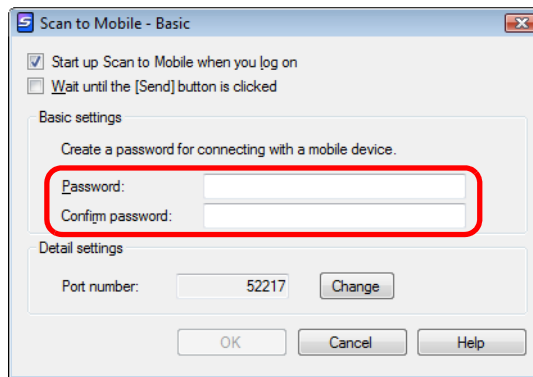 Scan to Mobile - Basic
Start up Scan to Mobile when you log on
Wait until the [Send] button is clicked
Basic settings
Create a password for connecting with a mobile device.
Password:
Confirm password:
Detail settings
Port number: 52217 Change
OK Cancel Help